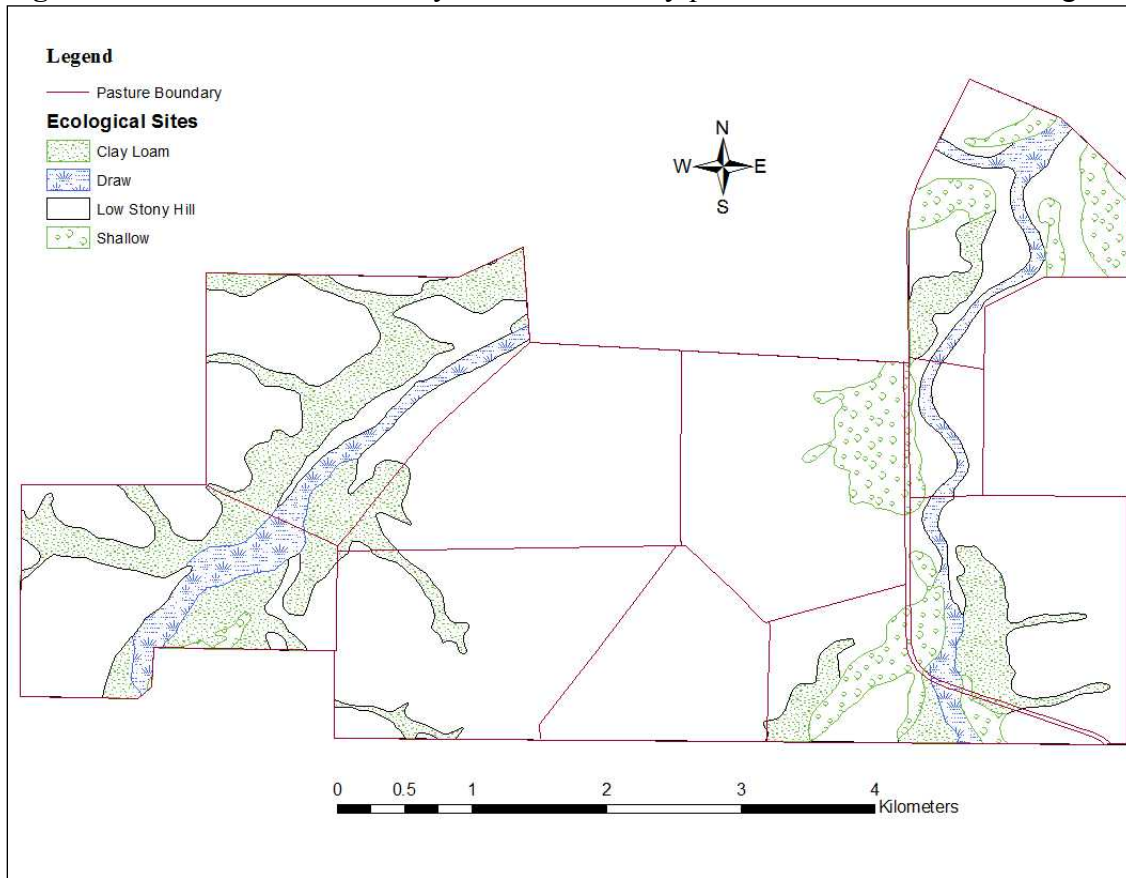 Legend
Pasture Boundary
Ecological Sites
Clay Loam
Draw
Low Stony Hill
Shallow
N
W E
S
0 0.5 1 2 3 4
Kilometers